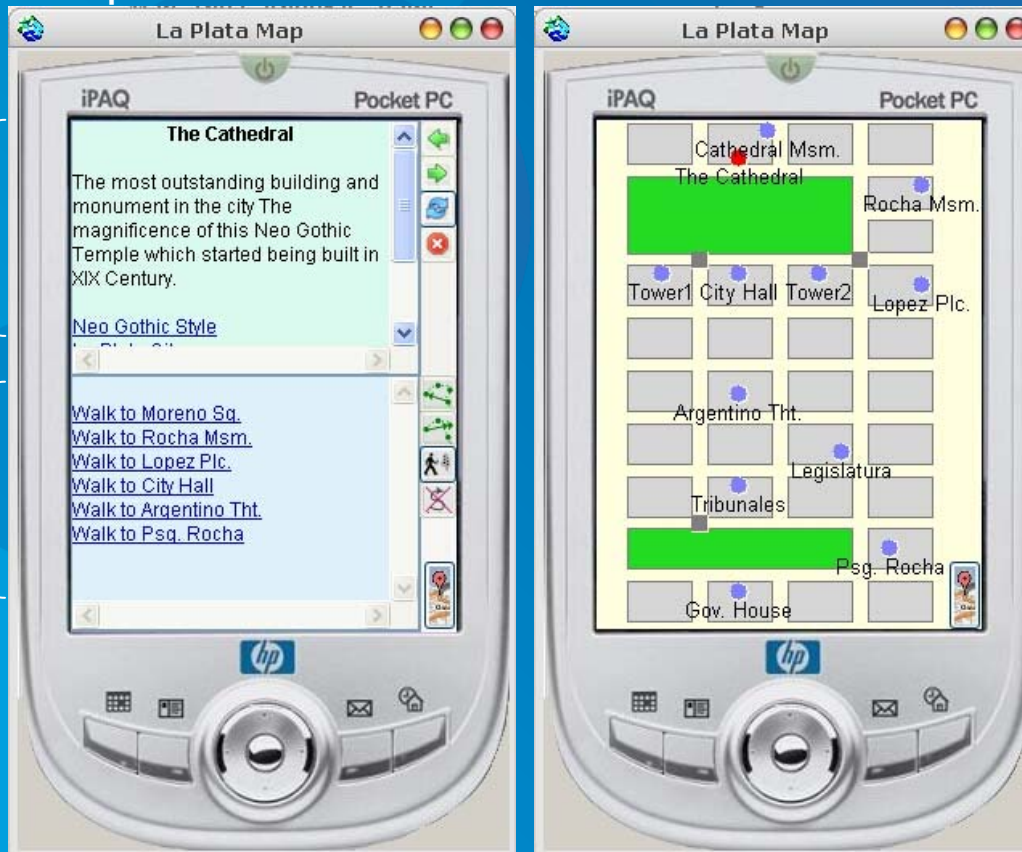 La Plata Map
iPAQ Pocket PC
The Cathedral
The most outstanding building and
monument in the city The
magnificence of this Neo Gothic
Temple which started being built in
XIX Century.
Neo Gothic Style
Walk to Moreno Sq.
Walk to Rocha Msm.
Walk to Lopez Plc.
Walk to City Hall
Walk to Argentino Tht.
Walk to Psg. Rocha
hp
La Plata Map
iPAQ Pocket PC
Cathedral Msm.
The Cathedral
Rocha Msm.
Tower1 City Hall Tower2
Lopez Plc.
Argentino Tht.
Legislatura
Tribunales
Psg. Rocha
Gov. House
hp